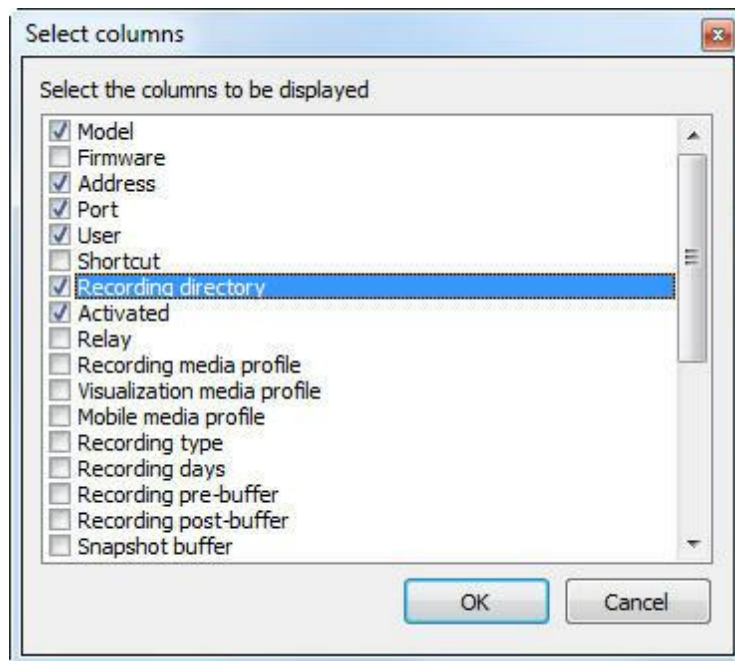 Select columns
Select the columns to be displayed
Model
Firmware
Address
Port
User
Shortcut
Recording directory
Activated
Relay
Recording media profile
Visualization media profile
Mobile media profile
Recording type
Recording days
Recording pre-buffer
Recording post-buffer
Snapshot buffer
OK Cancel